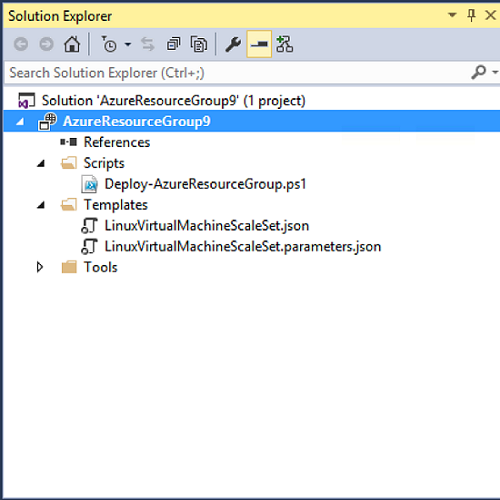 Solution Explorer
Search Solution Explorer (Ctrl+;)
Solution 'AzureResourceGroup9' (1 project)
AzureResourceGroup9
References
Scripts
Deploy-AzureResourceGroup.ps1
Templates
LinuxVirtualMachineScaleSet.json
LinuxVirtualMachineScaleSet.parameters.json
Tools